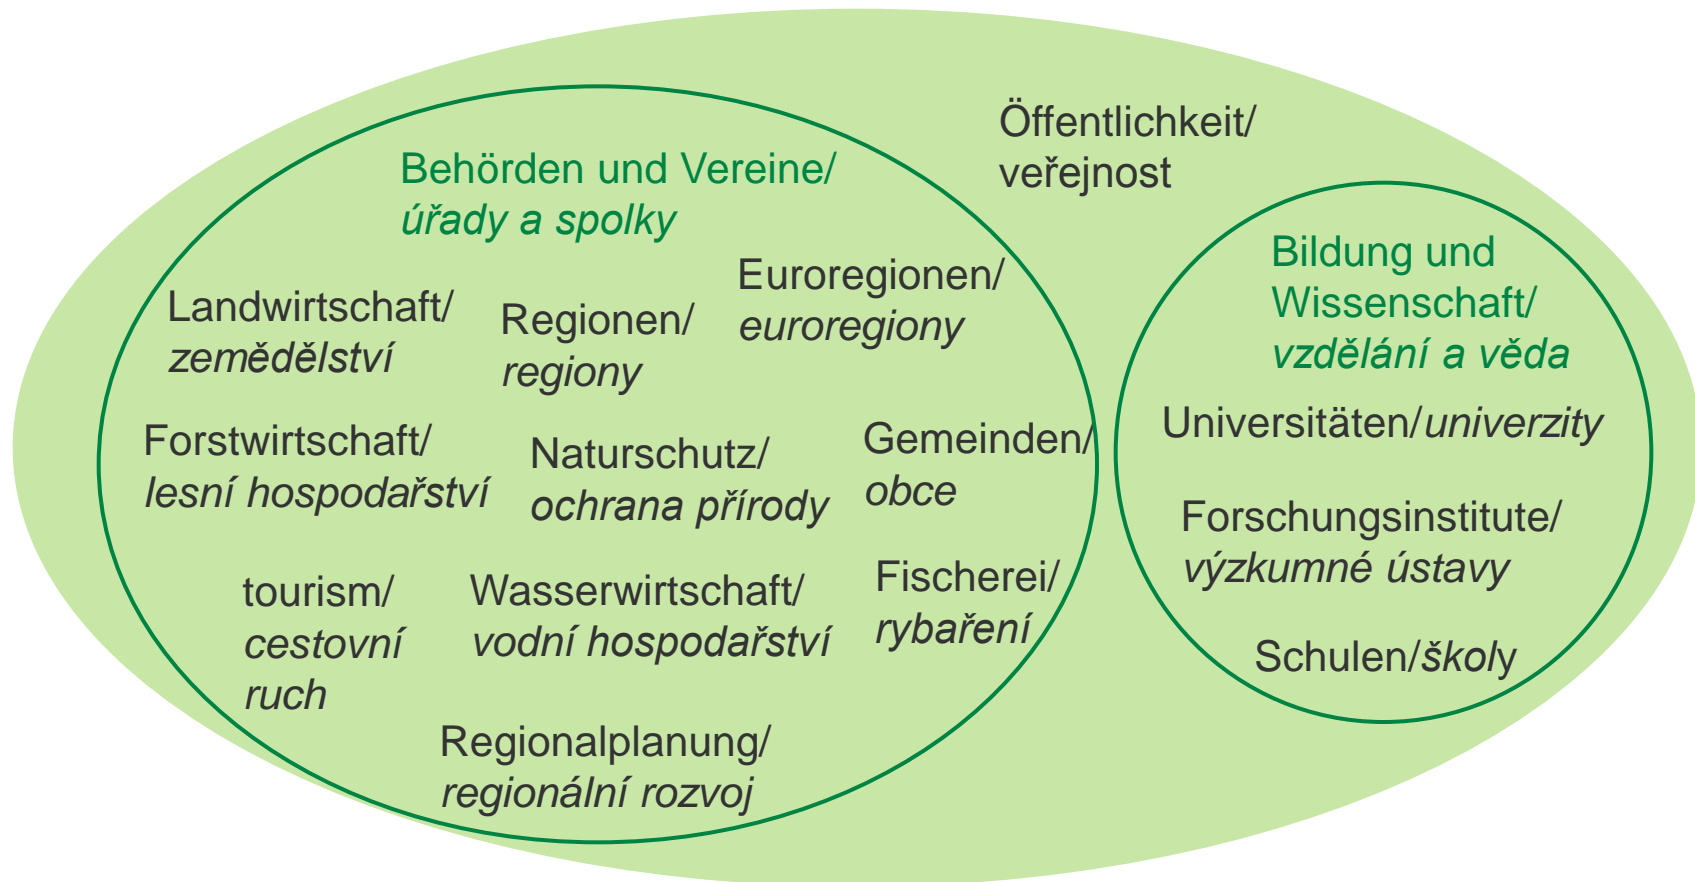 Öffentlichkeit/
veřejnost
Behörden und Vereine/
úřady a spolky
Landwirtschaft/
zemědělství
Regionen/
regiony
Euroregionen/
euroregiony
Forstwirtschaft/
lesní hospodařství
Naturschutz/
ochrana přírody
Gemeinden/
obce
tourism/
cestovní
ruch
Wasserwirtschaft/
vodní hospodařství
Fischerei/
rybaření
Regionalplanung/
regionální rozvoj
Bildung und
Wissenschaft/
vzdělání a věda
Universitäten/univerzity
Forschungsinstitute/
výzkumné ústavy
Schulen/školy